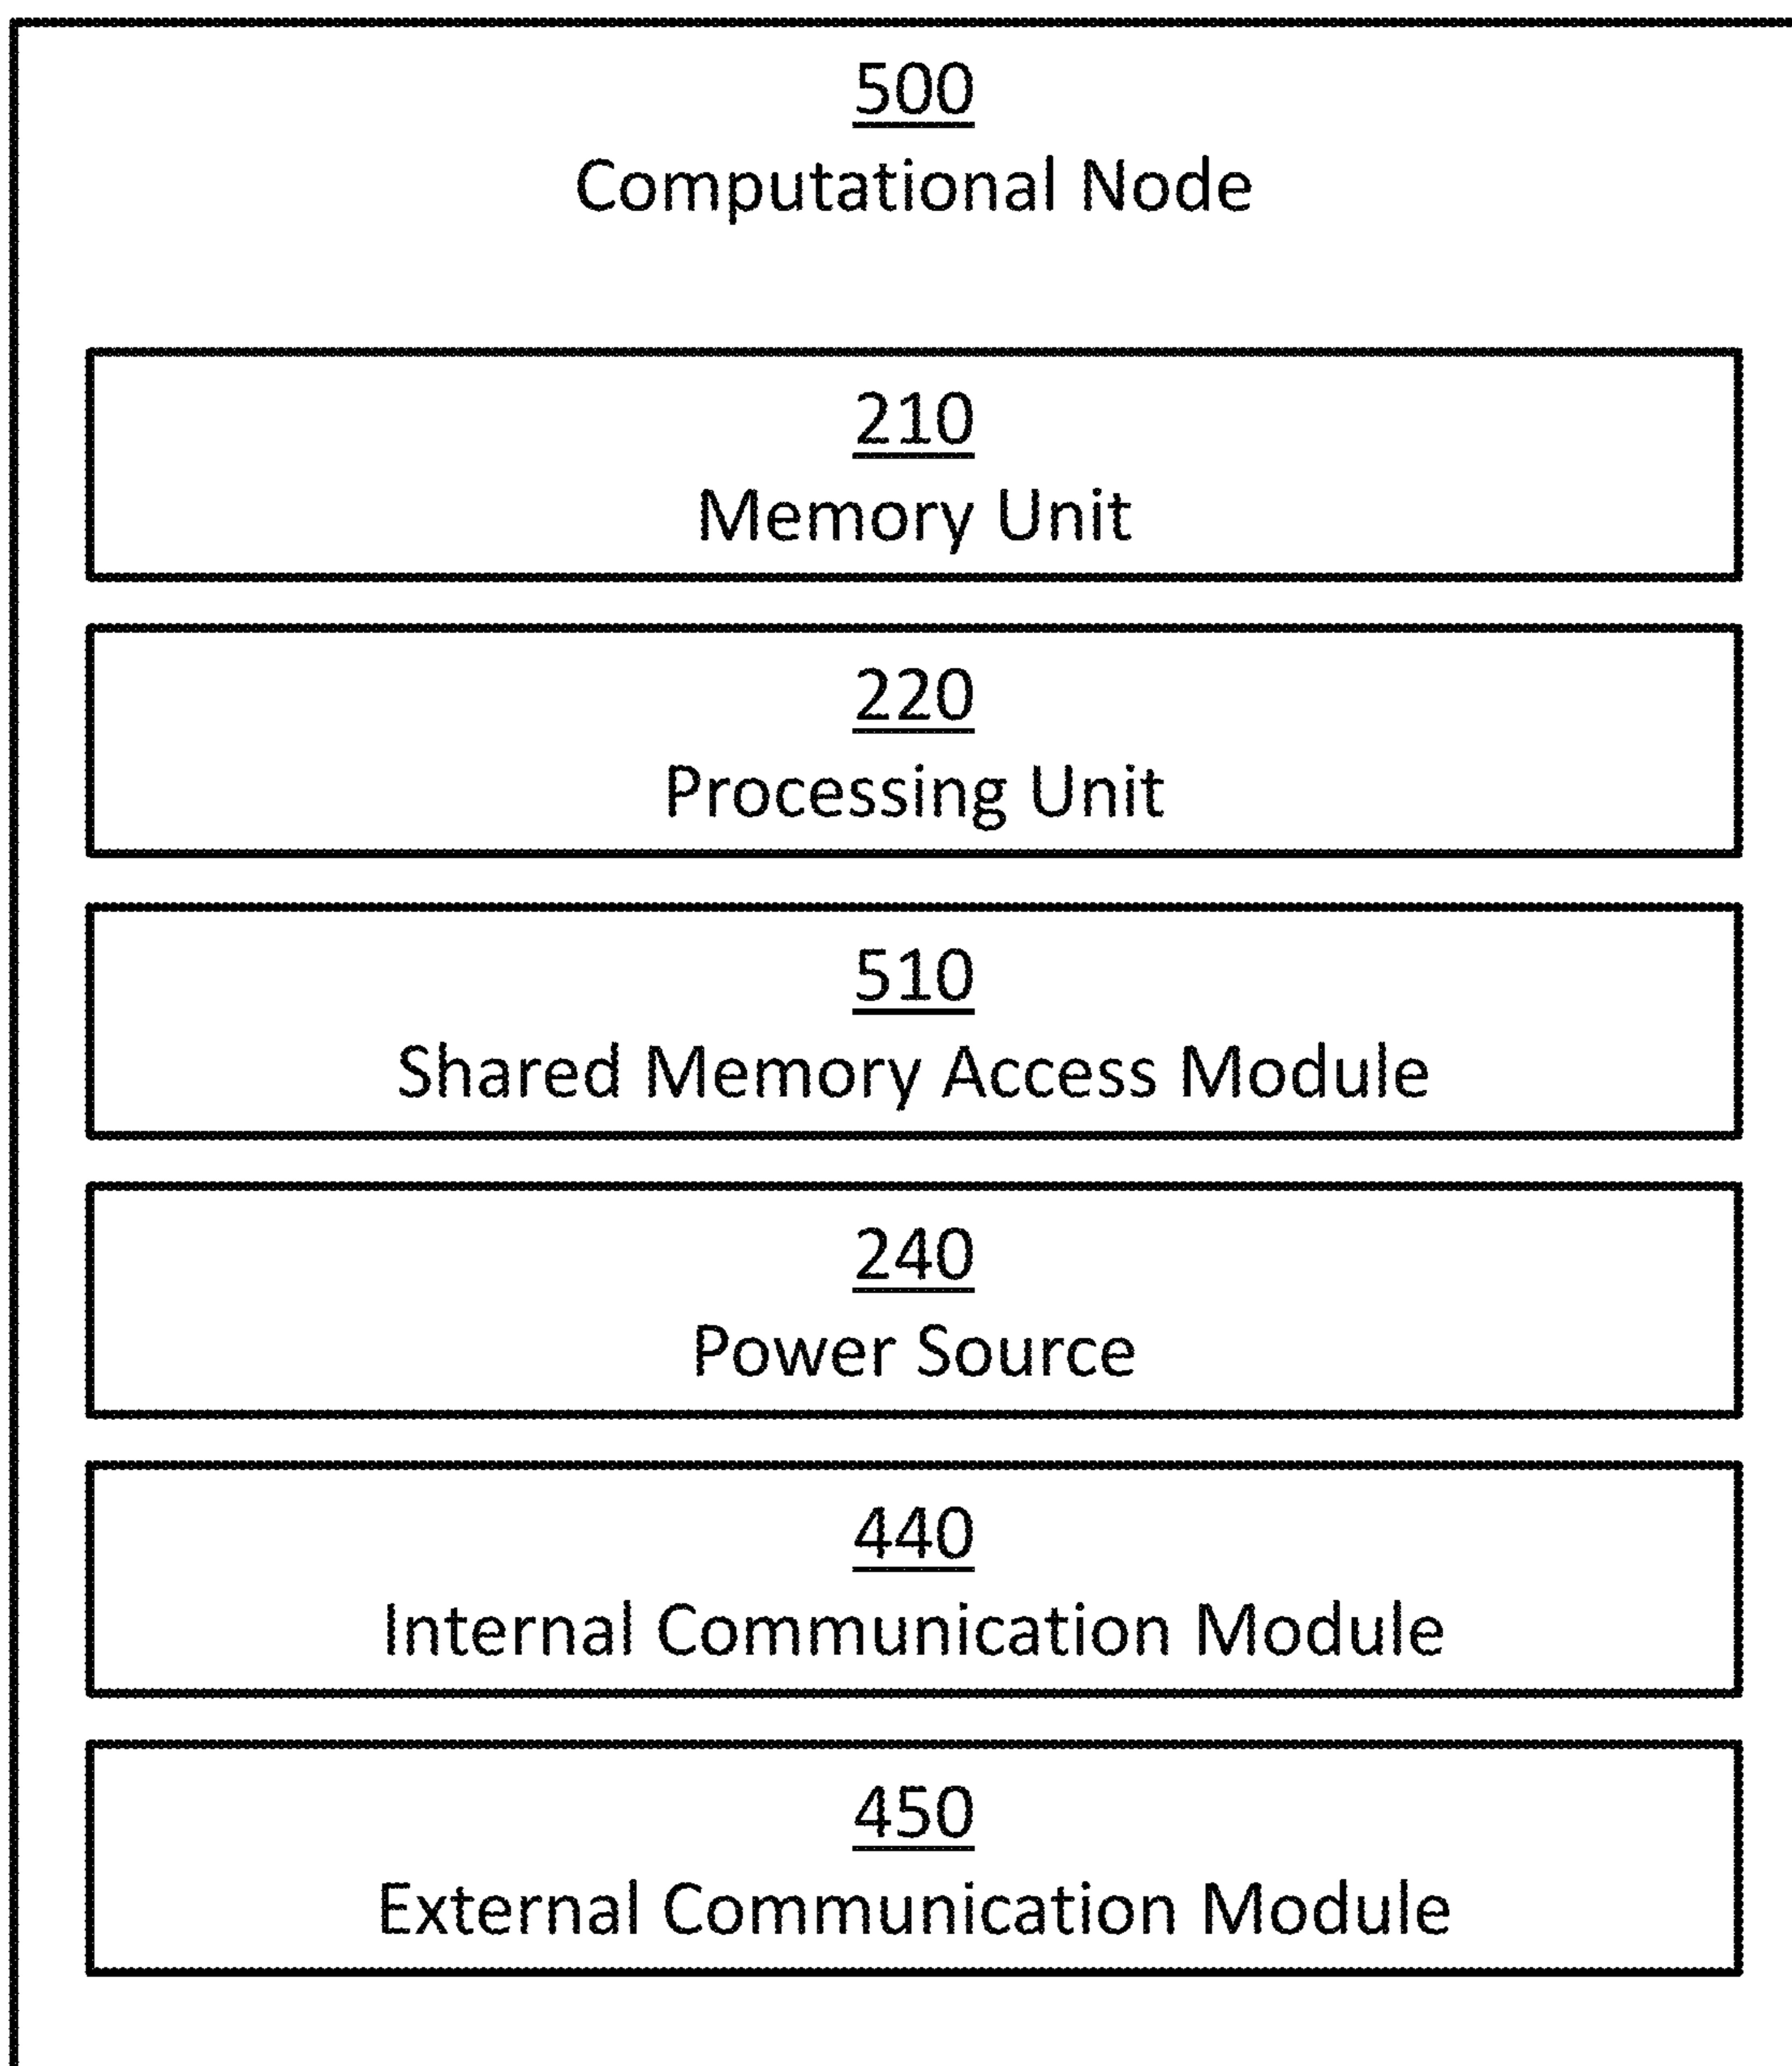 500
Computational Node
210
Memory Unit
220
Processing Unit
510
Shared Memory Access Module
240
Power Source
440
Internal Communication Module
450
External Communication Module